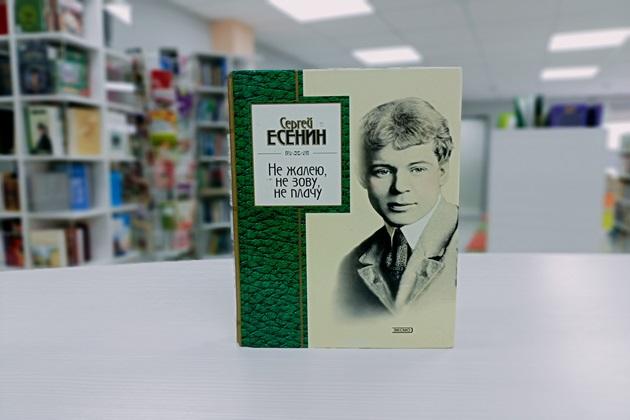 Сергей
ЕСЕНИН
Не жалею,
не зову,
не плачу
ЭКСМО